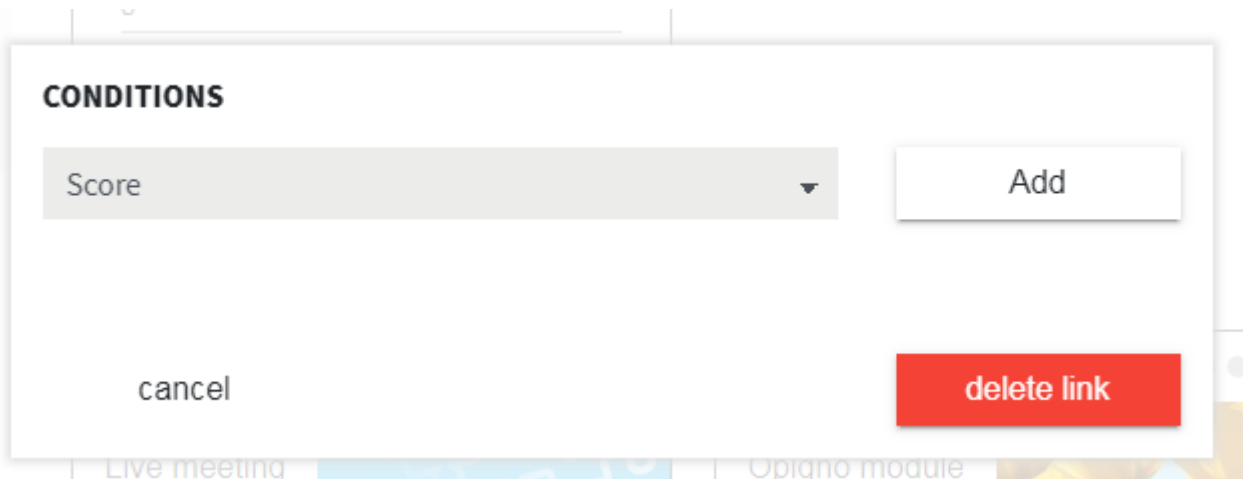 CONDITIONS
Score
Add
cancel
delete link
Live meeting
Opigno module